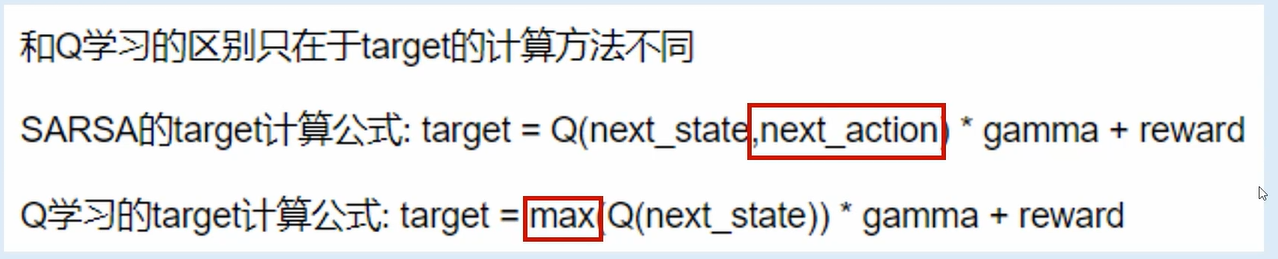 和Q学习的区别只在于target的计算方法不同
SARSA的target计算公式: target = Q(next_state,next_action) * gamma + reward
Q学习的target计算公式: target = max(Q(next_state)) * gamma + reward